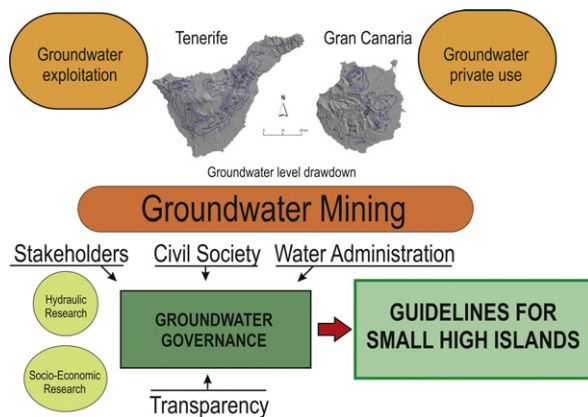 Groundwater
exploitation
Tenerife
Gran Canaria
Groundwater
private use
N
Groundwater level drawdown
Groundwater Mining
Stakeholders
Civil Society
Water Administration
Hydraulic
Research
Socio-Economic
Research
GROUNDWATER
GOVERNANCE
GUIDELINES FOR
SMALL HIGH ISLANDS
Transparency